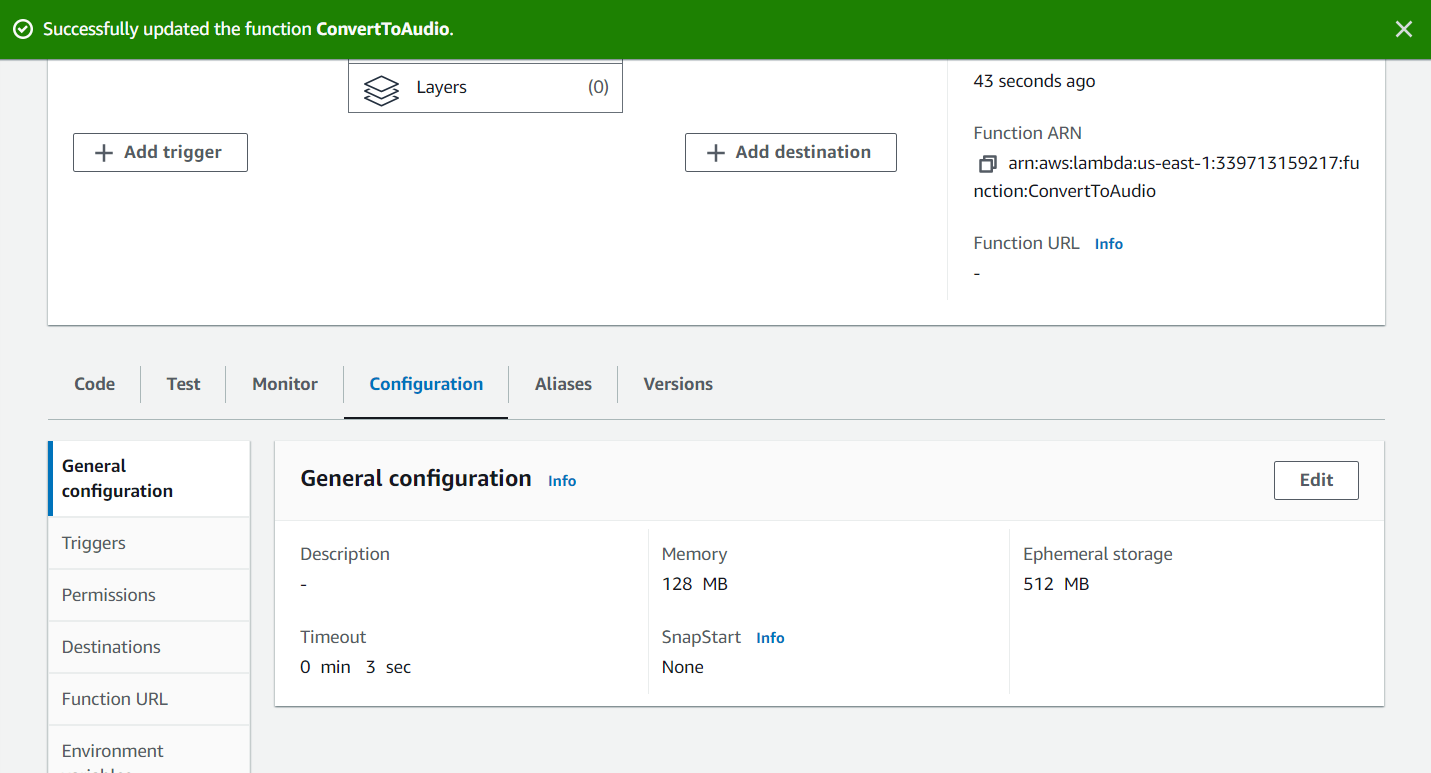 Successfully updated the function ConvertToAudio.
Layers (0)
43 seconds ago
Add trigger
Add destination
Function ARN
arn:aws:lambda:us-east-1:339713159217:fu
nction:ConvertToAudio
Function URL Info
-
Code Test Monitor Configuration Aliases Versions
General
configuration
Triggers
Permissions
Destinations
Function URL
Environment
variables
General configuration Info
Edit
Description
-
Memory
128 MB
Ephemeral storage
512 MB
Timeout
0 min 3 sec
SnapStart Info
None